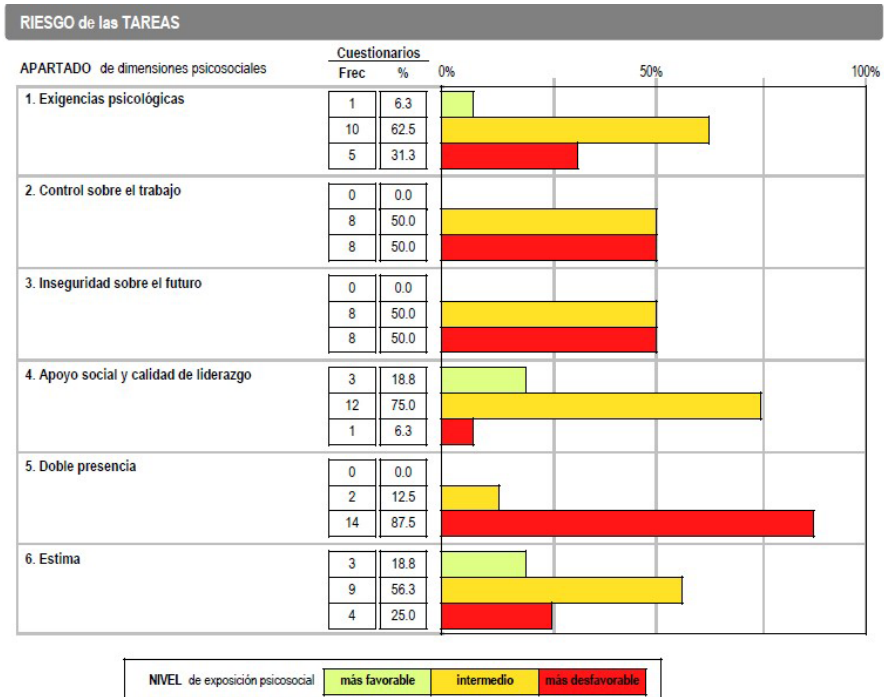 RIESGO de las TAREAS
Cuestionarios
APARTADO de dimensiones psicosociales Frec % 0% 50% 100%
1. Exigencias psicológicas
1 6.3
10 62.5
5 31.3
2. Control sobre el trabajo
0 0.0
8 50.0
8 50.0
3. Inseguridad sobre el futuro
0 0.0
8 50.0
8 50.0
4. Apoyo social y calidad de liderazgo
3 18.8
12 75.0
1 6.3
5. Doble presencia
0 0.0
2 12.5
14 87.5
6. Estima
3 18.8
9 56.3
4 25.0
NIVEL de exposición psicosocial más favorable intermedio más desfavorable